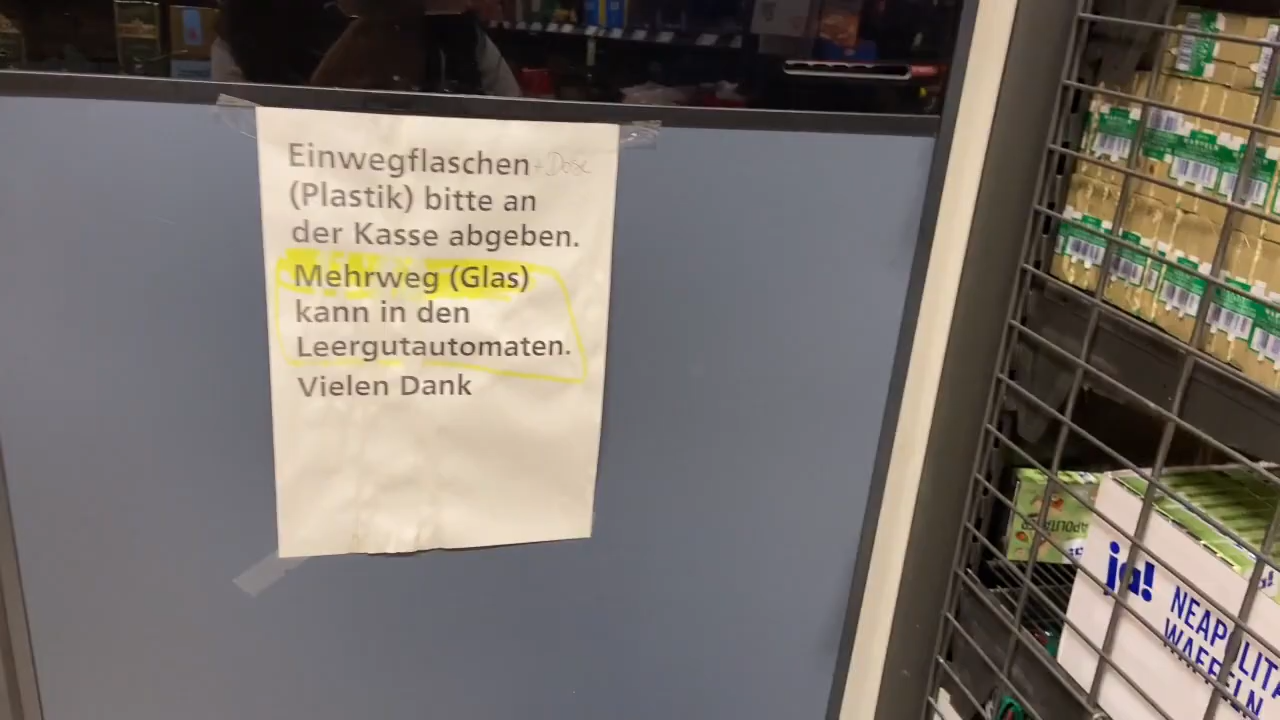 Einwegflaschen + Dose
(Plastik) bitte an
der Kasse abgeben.
Mehrweg (Glas)
kann in den
Leergutautomaten.
Vielen Dank
ja!
NEAPOLITA
WAFFELN